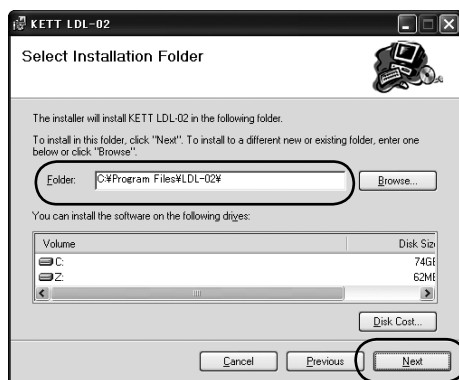 KETT LDL-02
Select Installation Folder
The installer will install KETT LDL-02 in the following folder.
To install in this folder, click "Next". To install to a different new or existing folder, enter one
below or click "Browse".
Folder:
C:¥Program Files¥LDL-02¥
Browse...
You can install the software on the following drives:
Volume Disk Siz
C: 74GE
Z: 62ME
Disk Cost...
Cancel Previous Next